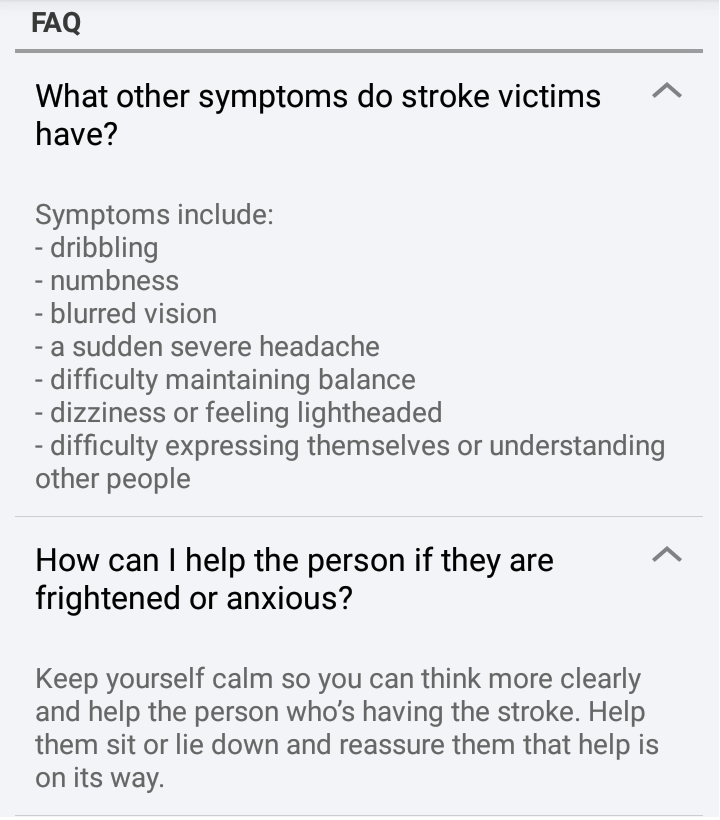 FAQ
What other symptoms do stroke victims
have?
Symptoms include:
- dribbling
- numbness
- blurred vision
- a sudden severe headache
- difficulty maintaining balance
- dizziness or feeling lightheaded
- difficulty expressing themselves or understanding
other people
How can I help the person if they are
frightened or anxious?
Keep yourself calm so you can think more clearly
and help the person who’s having the stroke. Help
them sit or lie down and reassure them that help is
on its way.